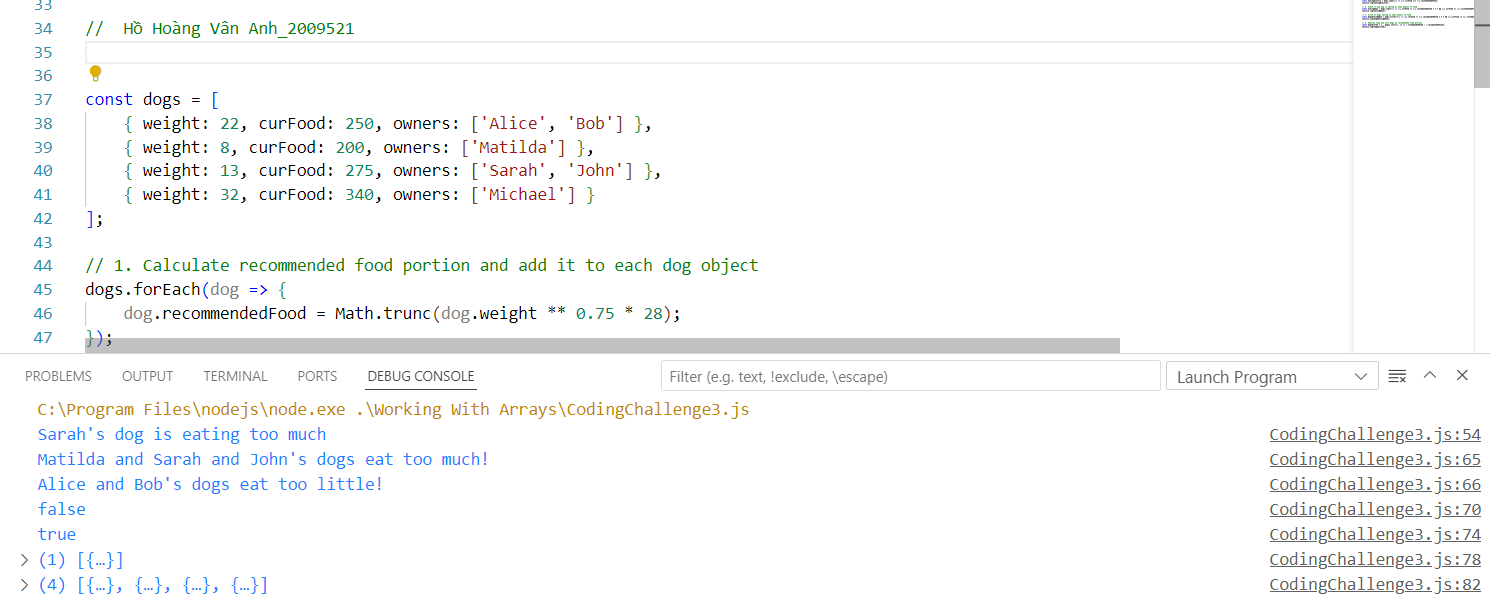 33
34 //  Hồ Hoàng Vân Anh_2009521
35
36
37 const dogs = [
38     { weight: 22, curFood: 250, owners: ['Alice', 'Bob'] },
39     { weight: 8, curFood: 200, owners: ['Matilda'] },
40     { weight: 13, curFood: 275, owners: ['Sarah', 'John'] },
41     { weight: 32, curFood: 340, owners: ['Michael'] }
42 ];
43
44 // 1. Calculate recommended food portion and add it to each dog object
45 dogs.forEach(dog => {
46     dog.recommendedFood = Math.trunc(dog.weight ** 0.75 * 28);
47 });
PROBLEMS OUTPUT TERMINAL PORTS DEBUG CONSOLE Filter (e.g. text, !exclude, \escape) Launch Program
C:\Program Files\nodejs\node.exe .\Working With Arrays\CodingChallenge3.js
Sarah's dog is eating too much CodingChallenge3.js:54
Matilda and Sarah and John's dogs eat too much! CodingChallenge3.js:65
Alice and Bob's dogs eat too little! CodingChallenge3.js:66
false CodingChallenge3.js:70
true CodingChallenge3.js:74
> (1) [{…}] CodingChallenge3.js:78
> (4) [{…}, {…}, {…}, {…}] CodingChallenge3.js:82